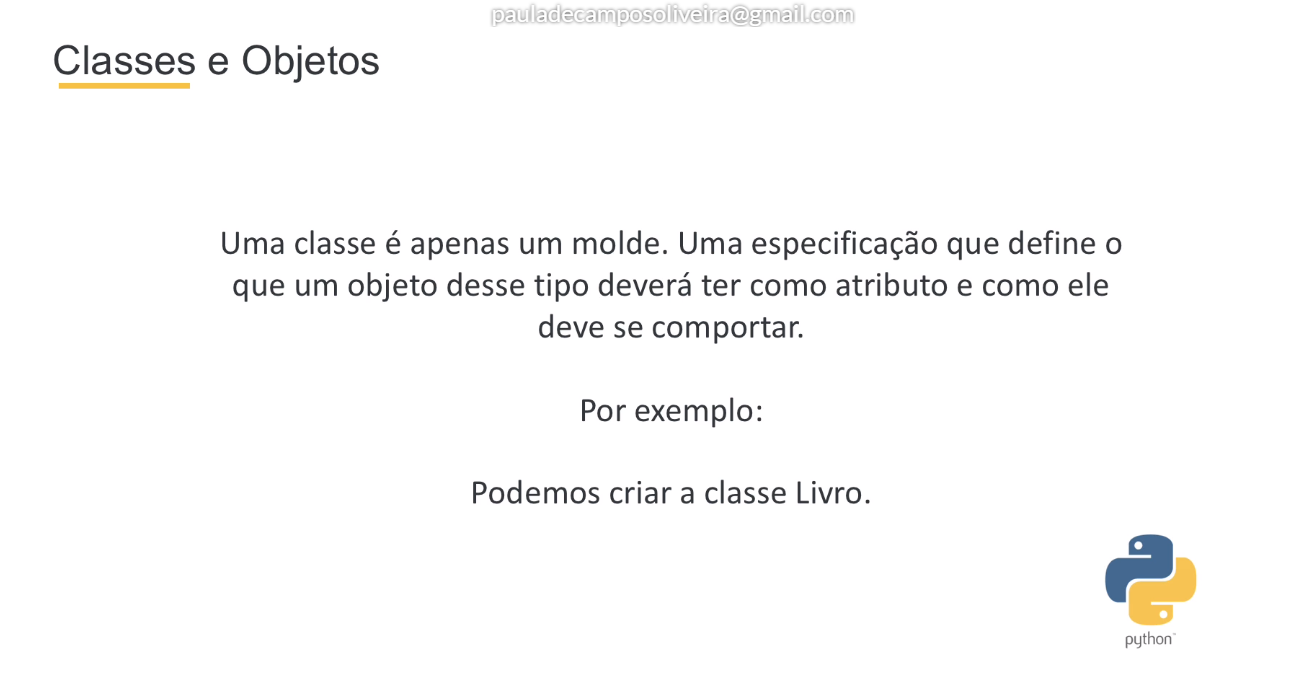 pauladecamposoliveira@gmail.com
Classes e Objetos
Uma classe é apenas um molde. Uma especificação que define o
que um objeto desse tipo deverá ter como atributo e como ele
deve se comportar.
Por exemplo:
Podemos criar a classe Livro.
python